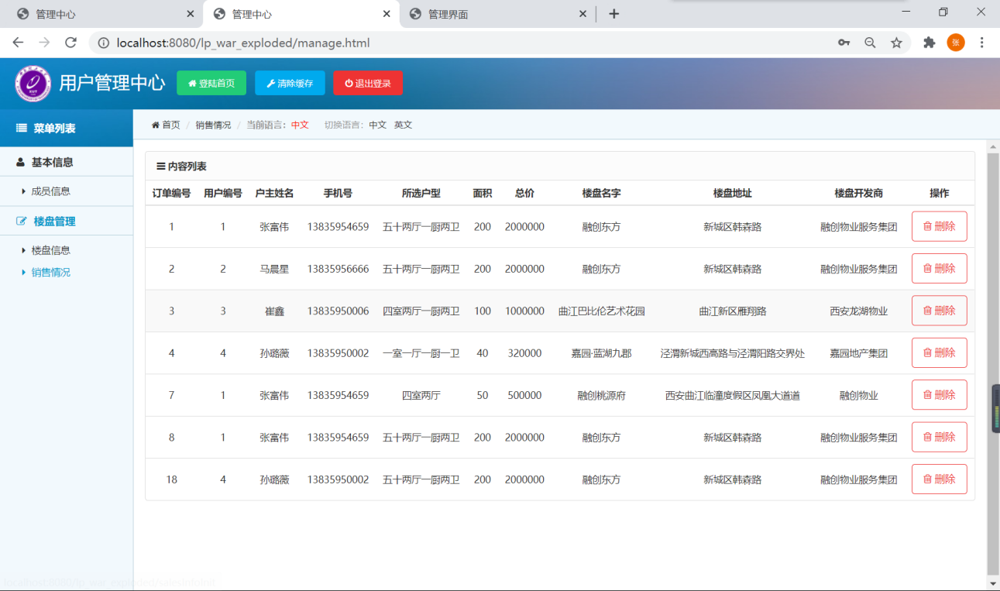 管理中心
管理中心
管理界面
localhost:8080/lp_war_exploded/manage.html
张
用户管理中心
登陆首页
清除缓存
退出登录
菜单列表
首页 / 销售情况 / 当前语言：中文 切换语言：中文 英文
基本信息
成员信息
楼盘管理
楼盘信息
销售情况
内容列表
订单编号 用户编号 户主姓名 手机号 所选户型 面积 总价 楼盘名字 楼盘地址 楼盘开发商 操作
1 1 张富伟 13835954659 五十两厅一厨两卫 200 2000000 融创东方 新城区韩森路 融创物业服务集团 删除
2 2 马晨星 13835956666 五十两厅一厨两卫 200 2000000 融创东方 新城区韩森路 融创物业服务集团 删除
3 3 崔鑫 13835950006 四室两厅一厨两卫 100 1000000 曲江巴比伦艺术花园 曲江新区雁翔路 西安龙湖物业 删除
4 4 孙璐薇 13835950002 一室一厅一厨一卫 40 320000 嘉园·蓝湖九郡 泾渭新城西高路与泾渭阳路交界处 嘉园地产集团 删除
7 1 张富伟 13835954659 四室两厅 50 500000 融创桃源府 西安曲江临潼度假区凤凰大道道 融创物业 删除
8 1 张富伟 13835954659 五十两厅一厨两卫 200 2000000 融创东方 新城区韩森路 融创物业服务集团 删除
18 4 孙璐薇 13835950002 五十两厅一厨两卫 200 2000000 融创东方 新城区韩森路 融创物业服务集团 删除